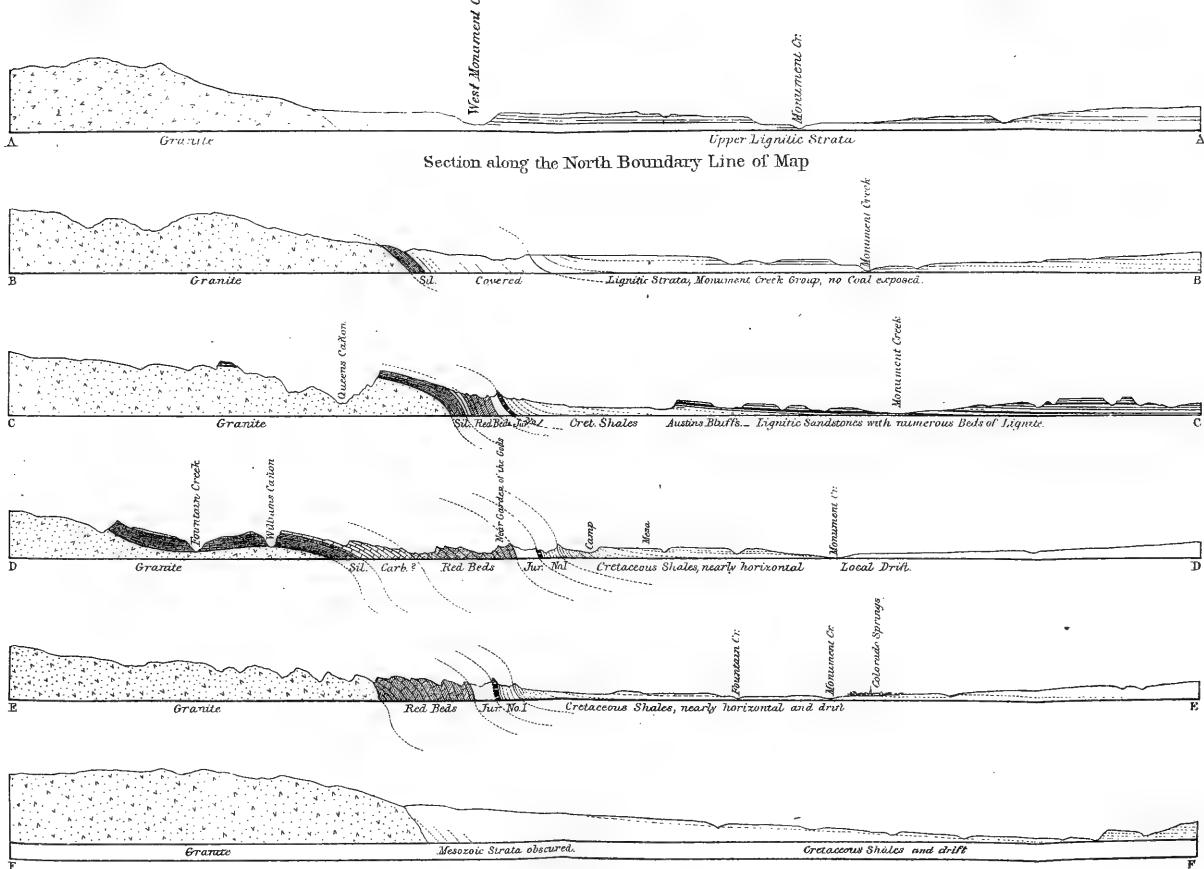 West Monument C
Monument Cr.
A Granite Upper Lignitic Strata A
Section along the North Boundary Line of Map
Monument Creek
B Granite Sil. Covered Lignitic Strata, Monument Creek Group, no Coal exposed. B
Queens Cañon.
Monument Creek
C Granite Sil. Red Beds Jur. Cret. Shales Austins Bluffs._ Lignitic Sandstones with numerous Beds of Lignite. C
Fountain Creek
Williams Cañon
Near Garden of the Gods
Camp
Mesa
Monument Cr.
D Granite Sil. Carb.? Red Beds Jur. No.1 Cretaceous Shales, nearly horizontal Local Drift. D
Fountain Cr.
Monument Cr.
Colorado Springs
E Granite Red Beds Jur. No.1 Cretaceous Shales, nearly horizontal and drift E
Granite Mesozoic Strata obscured. Cretaceous Shales and drift
F F